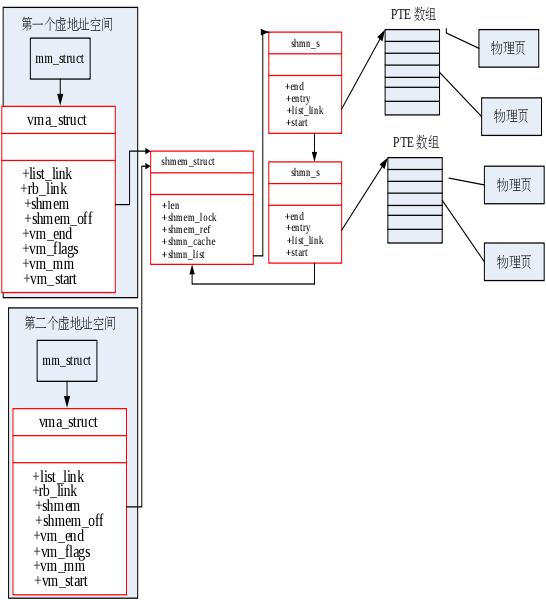 第一个虚地址空间
mm_struct
vma_struct
+list_link
+rb_link
+shmem
+shmem_off
+vm_end
+vm_flags
+vm_mm
+vm_start
第二个虚地址空间
mm_struct
vma_struct
+list_link
+rb_link
+shmem
+shmem_off
+vm_end
+vm_flags
+vm_mm
+vm_start
shmem_struct
+len
+shmem_lock
+shmem_ref
+shmn_cache
+shmn_list
shmn_s
+end
+entry
+list_link
+start
shmn_s
+end
+entry
+list_link
+start
PTE 数组
物理页
物理页
PTE 数组
物理页
物理页